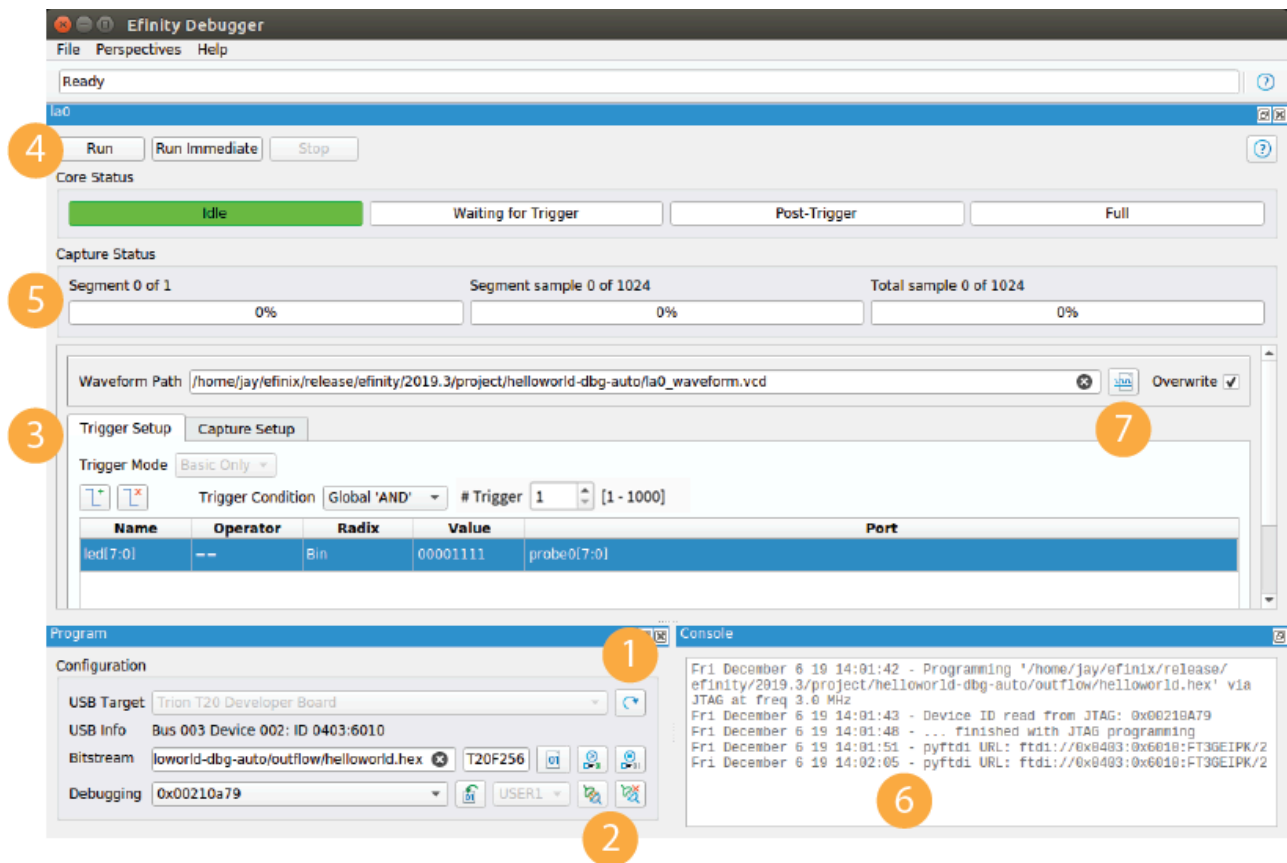 Efinity Debugger
File Perspectives Help
Ready
la0
4 Run Run Immediate Stop
Core Status
Idle Waiting for Trigger Post-Trigger Full
Capture Status
5 Segment 0 of 1 Segment sample 0 of 1024 Total sample 0 of 1024
0% 0% 0%
Waveform Path /home/jay/efinix/release/efinity/2019.3/project/helloworld-dbg-auto/la0_waveform.vcd Overwrite
3 Trigger Setup Capture Setup 7
Trigger Mode Basic Only
Trigger Condition Global 'AND' # Trigger 1 [1 - 1000]
Name Operator Radix Value Port
led[7:0] == Bin 00001111 probe0[7:0]
Program
1
Configuration
USB Target Trion T20 Developer Board
USB Info Bus 003 Device 002: ID 0403:6010
Bitstream loworld-dbg-auto/outflow/helloworld.hex T20F256
Debugging 0x00210a79 USER1
2
Console
Fri December 6 19 14:01:42 - Programming '/home/jay/efinix/release/
efinity/2019.3/project/helloworld-dbg-auto/outflow/helloworld.hex' via
JTAG at freq 3.0 MHz
Fri December 6 19 14:01:43 - Device ID read from JTAG: 0x00210A79
Fri December 6 19 14:01:48 - ... finished with JTAG programming
Fri December 6 19 14:01:51 - pyftdi URL: ftdi://0x0403:0x6010:FT3GEIPK/2
Fri December 6 19 14:02:05 - pyftdi URL: ftdi://0x0403:0x6010:FT3GEIPK/2
6